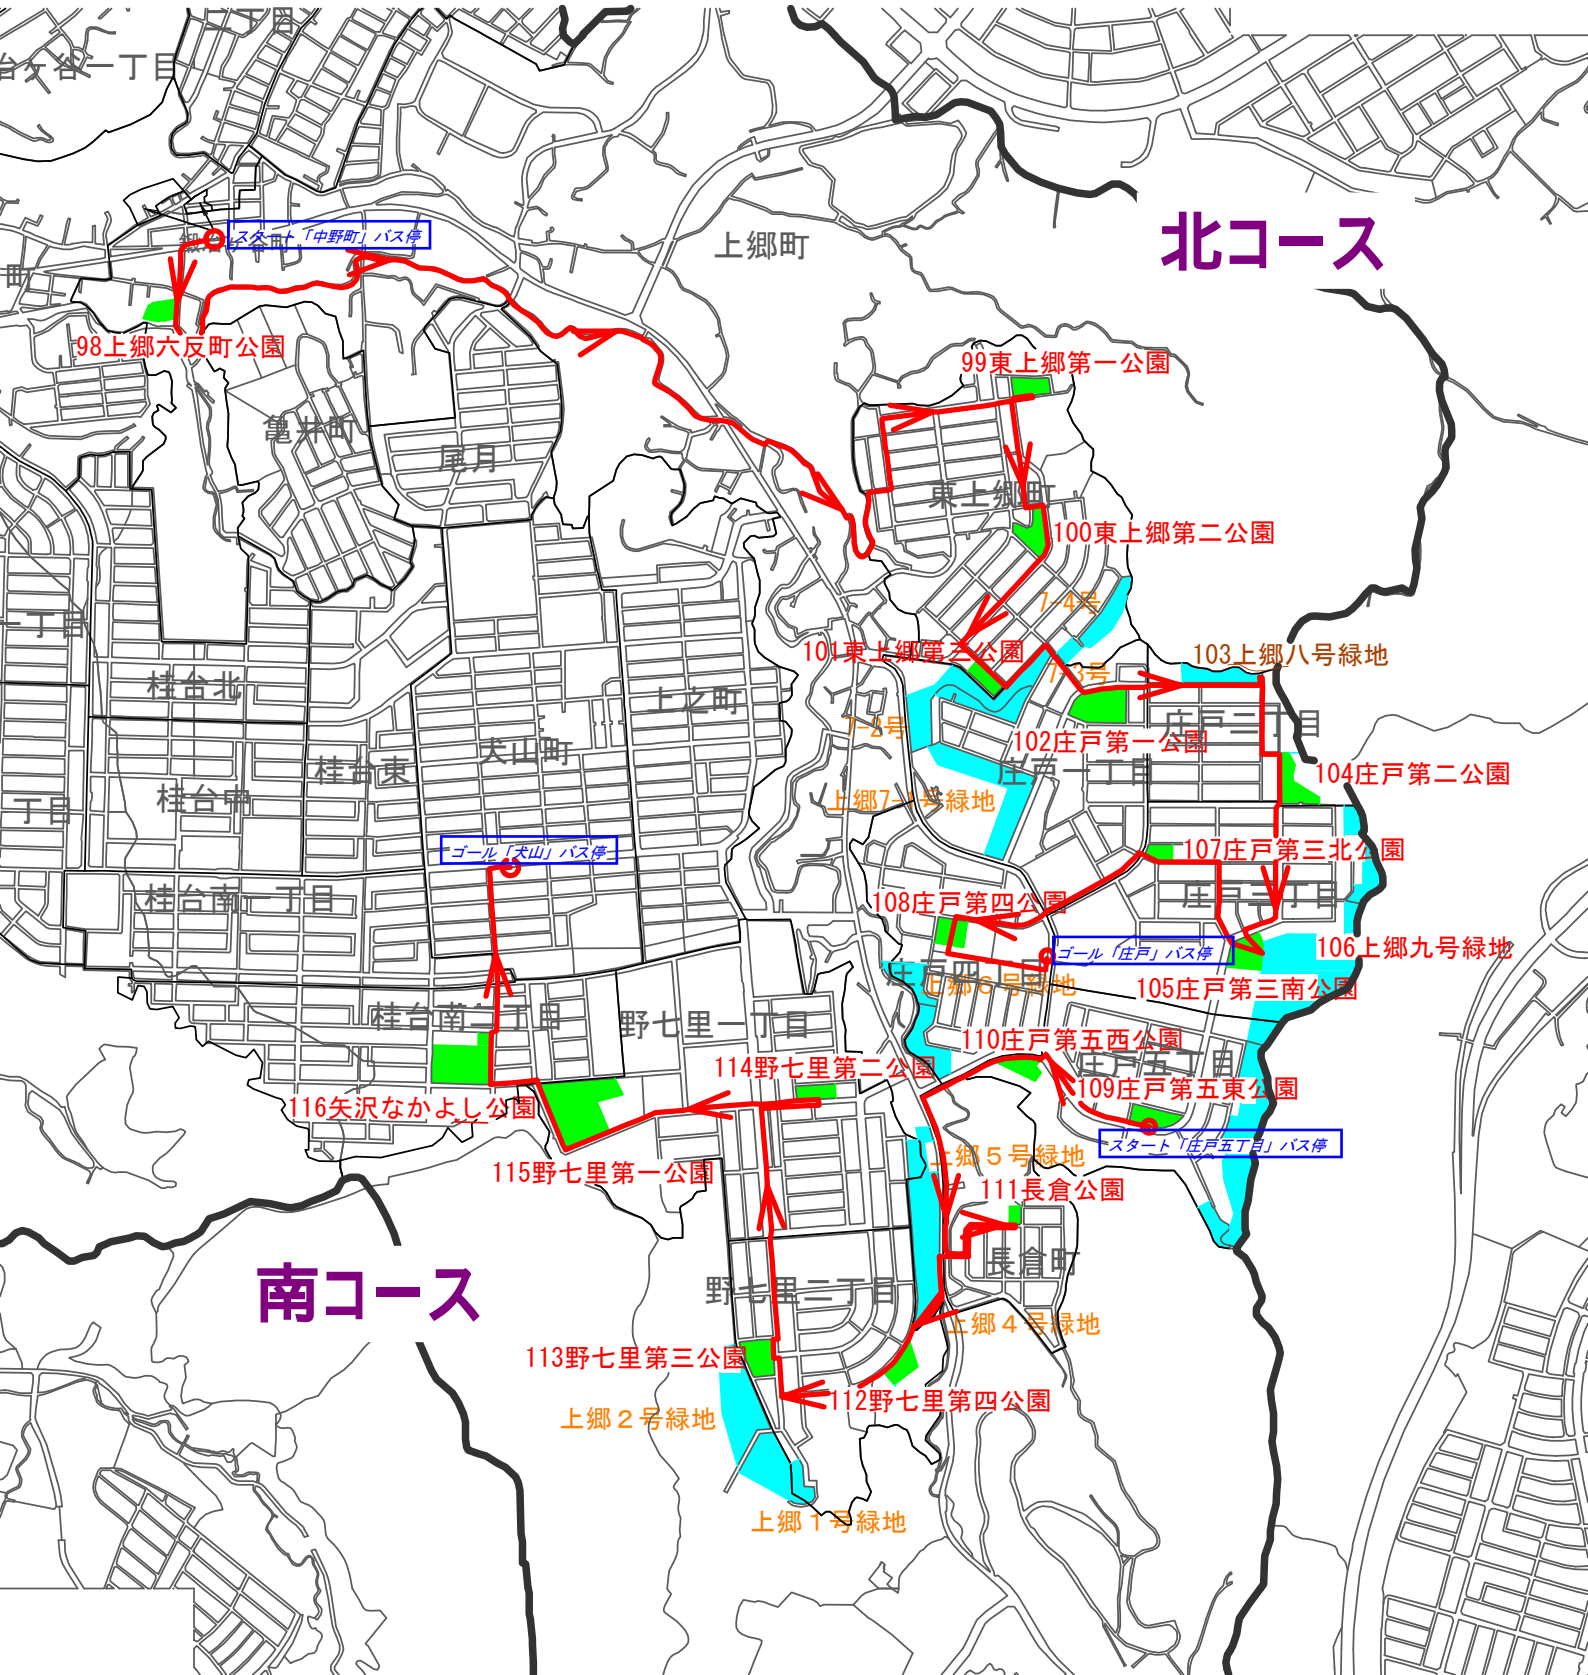 二丁目
台ヶ谷一丁目
北コース
スタート「中野町」バス停
鍛冶ヶ谷町
上郷町
町
98上郷六反町公園
99東上郷第一公園
亀井町
尾月
東上郷町
100東上郷第二公園
7-4号
一丁目
101東上郷第三公園
103上郷八号緑地
7-3号
桂台北
上之町
7-2号
庄戸二丁目
102庄戸第一公園
犬山町
桂台東
庄戸一丁目
104庄戸第二公園
桂台中
上郷7-1号緑地
丁目
ゴール「犬山」バス停
107庄戸第三北公園
桂台南一丁目
庄戸三丁目
108庄戸第四公園
106上郷九号緑地
ゴール「庄戸」バス停
庄戸四丁目
上郷６号緑地
105庄戸第三南公園
桂台南二丁目
野七里一丁目
110庄戸第五西公園
庄戸五丁目
114野七里第二公園
109庄戸第五東公園
116矢沢なかよし公園
スタート「庄戸五丁目」バス停
上郷５号緑地
115野七里第一公園
111長倉公園
長倉町
南コース
野七里二丁目
上郷４号緑地
113野七里第三公園
112野七里第四公園
上郷２号緑地
上郷１号緑地